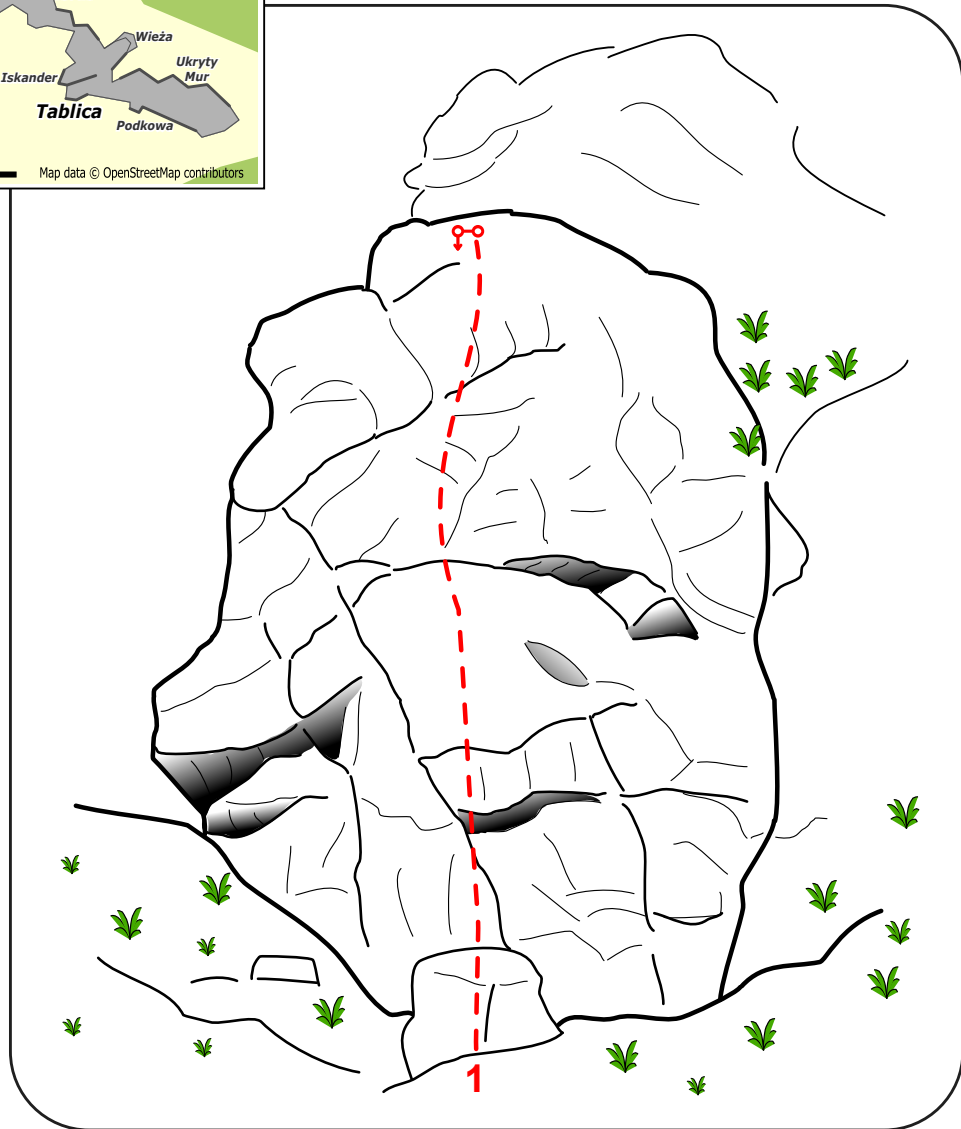 Wieża
Iskander
Ukryty
Mur
Tablica
Podkowa
Map data © OpenStreetMap contributors
1